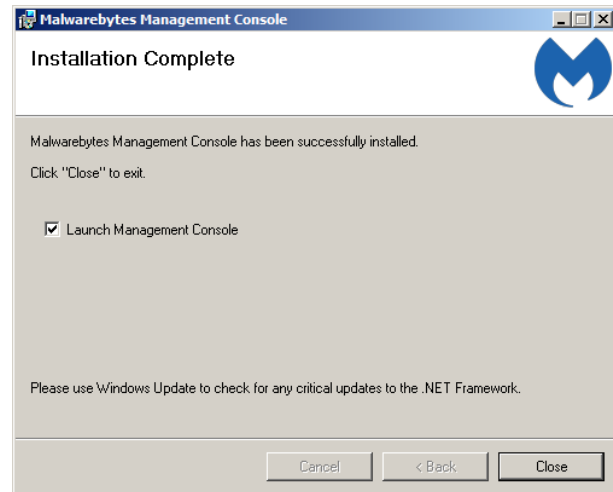 Malwarebytes Management Console
Installation Complete
Malwarebytes Management Console has been successfully installed.
Click "Close" to exit.
Launch Management Console
Please use Windows Update to check for any critical updates to the .NET Framework.
Cancel
< Back
Close